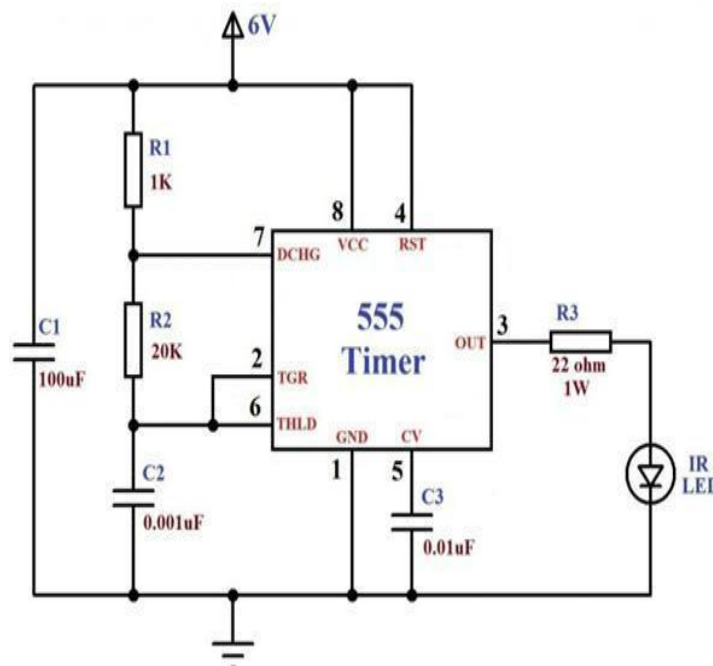 6V
R1
1K
8
4
7
DCHG
VCC
RST
C1
100uF
R2
20K
555
Timer
OUT
3
R3
22 ohm
1W
2
TGR
6
THLD
GND
CV
1
5
IR
C2
0.001uF
C3
0.01uF